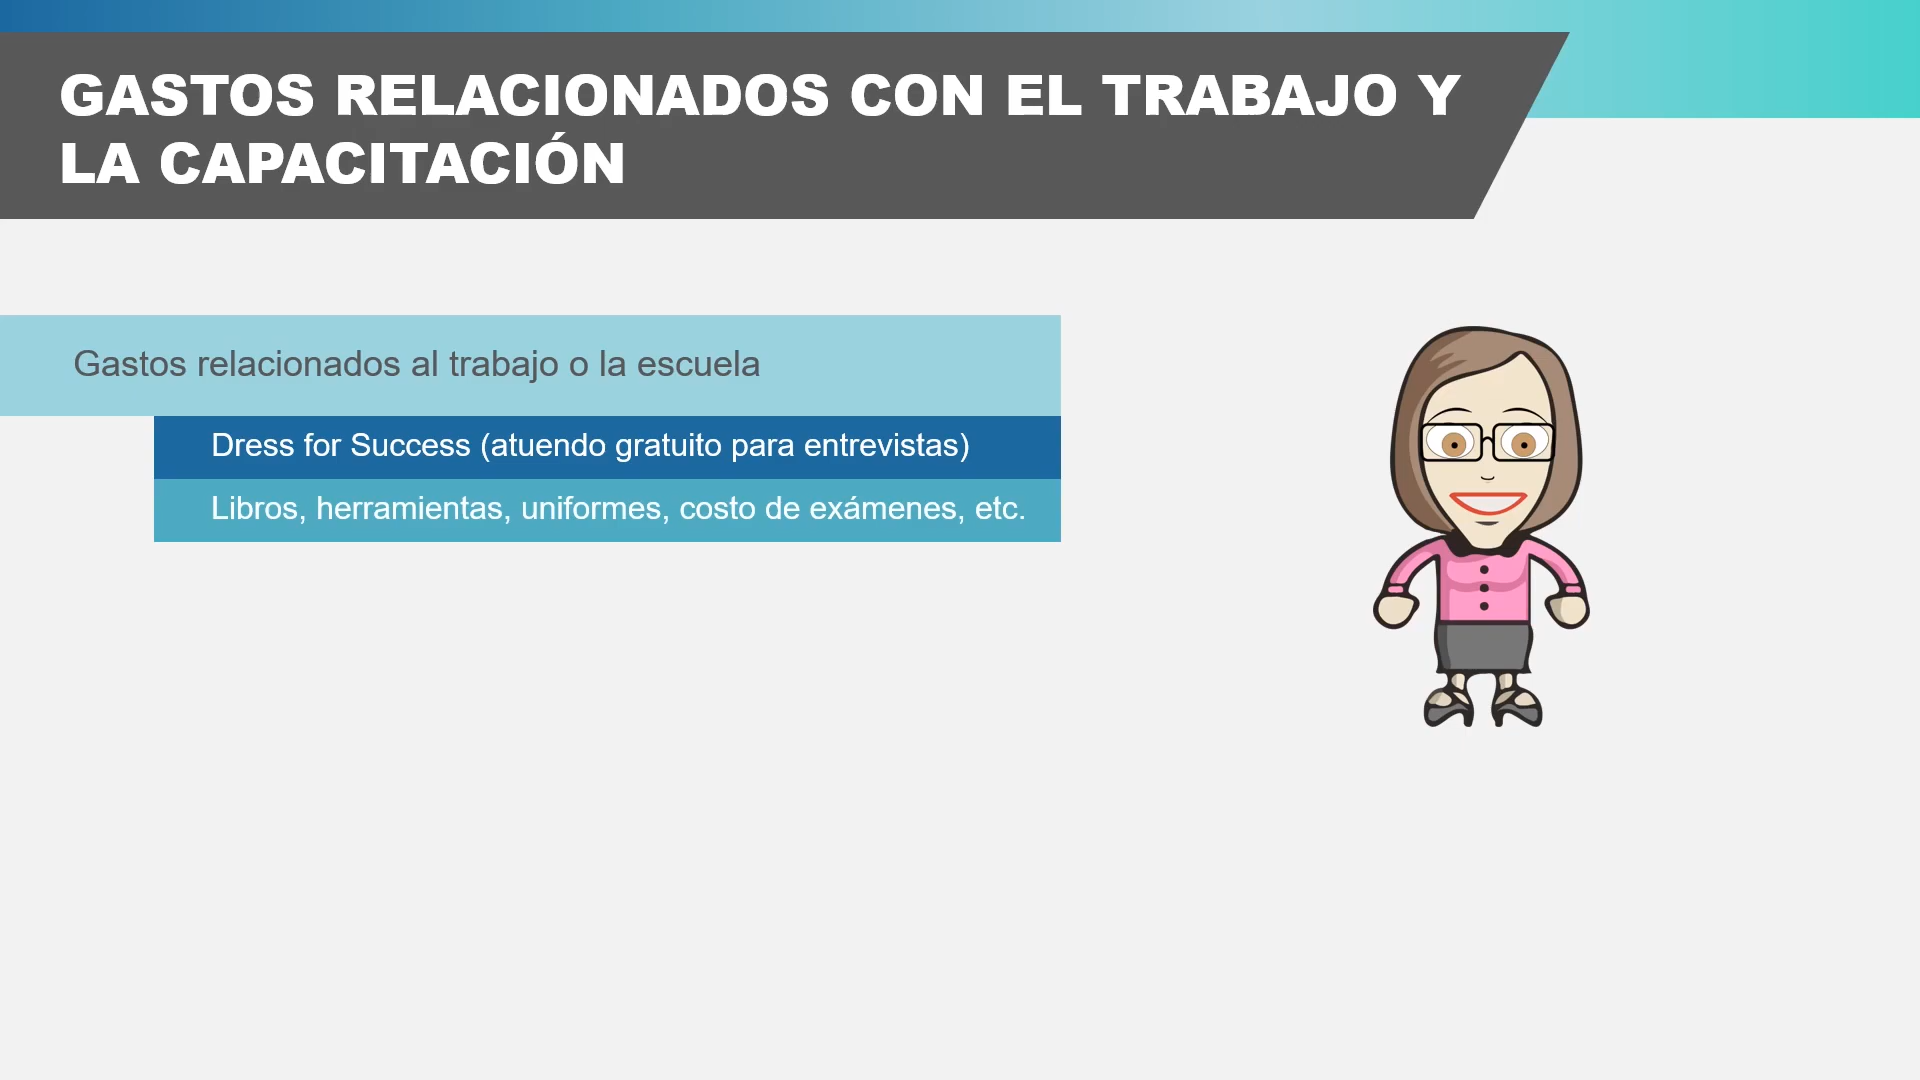 GASTOS RELACIONADOS CON EL TRABAJO Y
LA CAPACITACIÓN
Gastos relacionados al trabajo o la escuela
Dress for Success (atuendo gratuito para entrevistas)
Libros, herramientas, uniformes, costo de exámenes, etc.